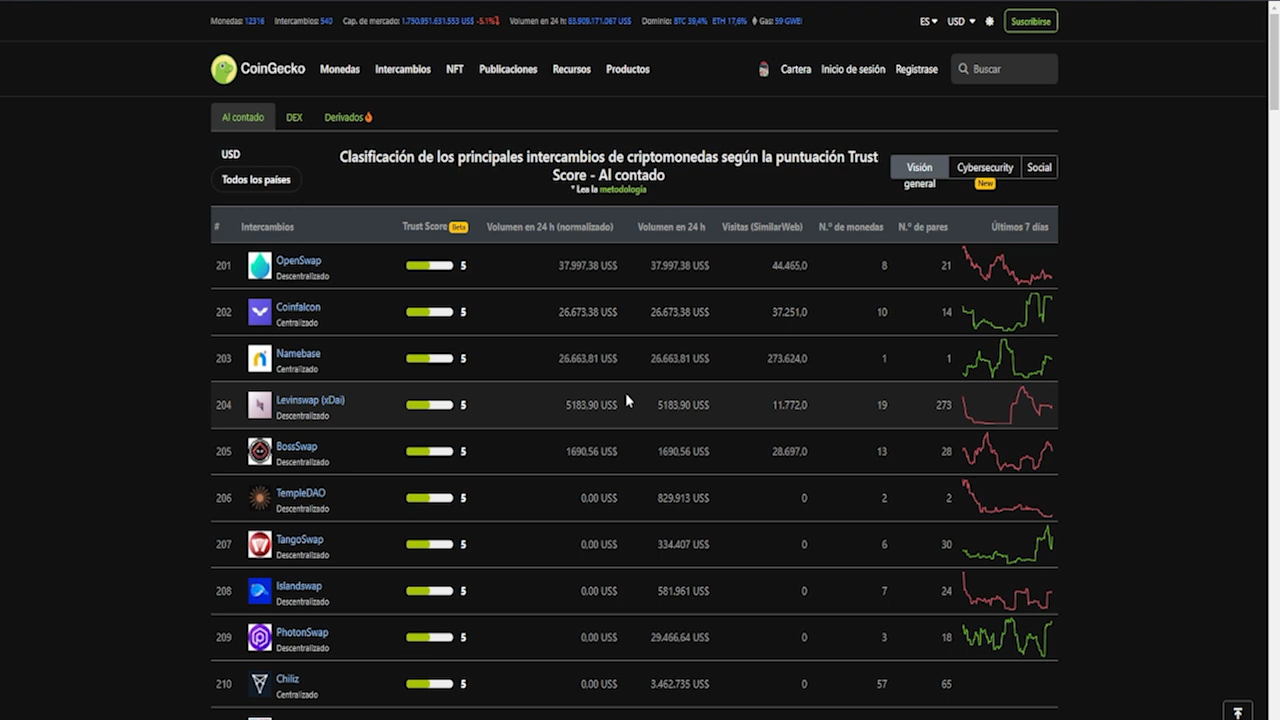 Monedas: 12316 Intercambios: 540 Cap. de mercado: 1.750.951.631.553 US$ -5.1% Volumen en 24 h: 83.909.171.067 US$ Dominio: BTC 39,4% ETH 17,6% Gas: 59 GWEI ES USD Suscribirse
CoinGecko Monedas Intercambios NFT Publicaciones Recursos Productos Cartera Inicio de sesión Regístrase Buscar
Al contado DEX Derivados
USD
Todos los países
Clasificación de los principales intercambios de criptomonedas según la puntuación Trust
Score - Al contado
* Lea la metodología
Visión general Cybersecurity New Social
# Intercambios Trust Score Beta Volumen en 24 h (normalizado) Volumen en 24 h Visitas (SimilarWeb) N.º de monedas N.º de pares Últimos 7 días
201 OpenSwap 5 37.997,38 US$ 37.997,38 US$ 44.465,0 8 21
Descentralizado
202 Coinfalcon 5 26.673,38 US$ 26.673,38 US$ 37.251,0 10 14
Centralizado
203 Namebase 5 26.663,81 US$ 26.663,81 US$ 273.624,0 1 1
Centralizado
204 Levinswap (xDai) 5 5183,90 US$ 5183,90 US$ 11.772,0 19 273
Descentralizado
205 BossSwap 5 1690,56 US$ 1690,56 US$ 28.697,0 13 28
Descentralizado
206 TempleDAO 5 0,00 US$ 829.913 US$ 0 2 2
Descentralizado
207 TangoSwap 5 0,00 US$ 334.407 US$ 0 6 30
Descentralizado
208 Islandswap 5 0,00 US$ 581.961 US$ 0 7 24
Descentralizado
209 PhotonSwap 5 0,00 US$ 29.466,64 US$ 0 3 18
Descentralizado
210 Chiliz 5 0,00 US$ 3.462.735 US$ 0 57 65
Centralizado